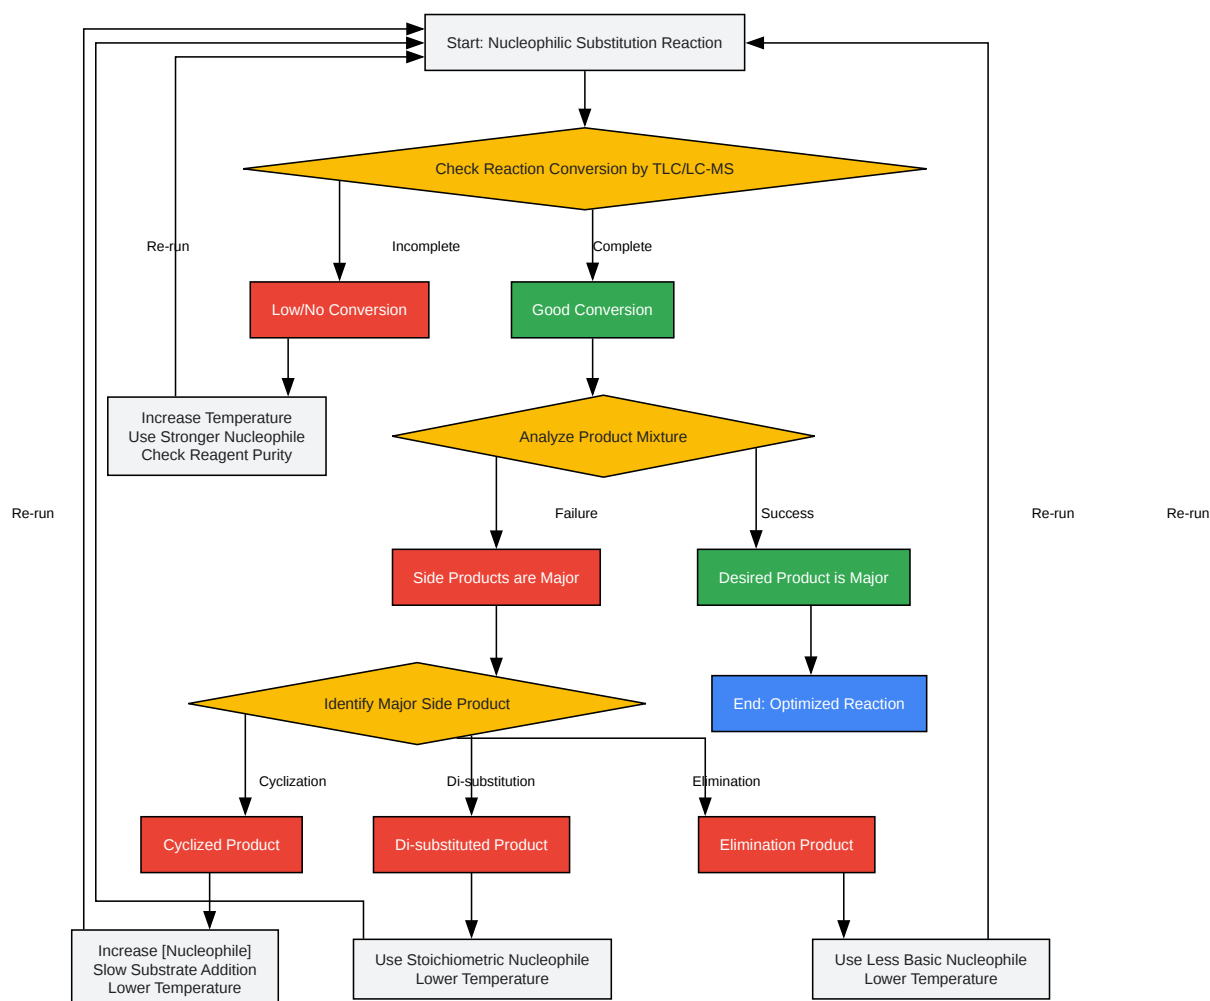 Start: Nucleophilic Substitution Reaction
Check Reaction Conversion by TLC/LC-MS
Re-run
Incomplete
Complete
Low/No Conversion
Good Conversion
Increase Temperature
Use Stronger Nucleophile
Check Reagent Purity
Analyze Product Mixture
Re-run
Failure
Success
Re-run
Re-run
Side Products are Major
Desired Product is Major
Identify Major Side Product
End: Optimized Reaction
Cyclization
Di-substitution
Elimination
Cyclized Product
Di-substituted Product
Elimination Product
Increase [Nucleophile]
Slow Substrate Addition
Lower Temperature
Use Stoichiometric Nucleophile
Lower Temperature
Use Less Basic Nucleophile
Lower Temperature